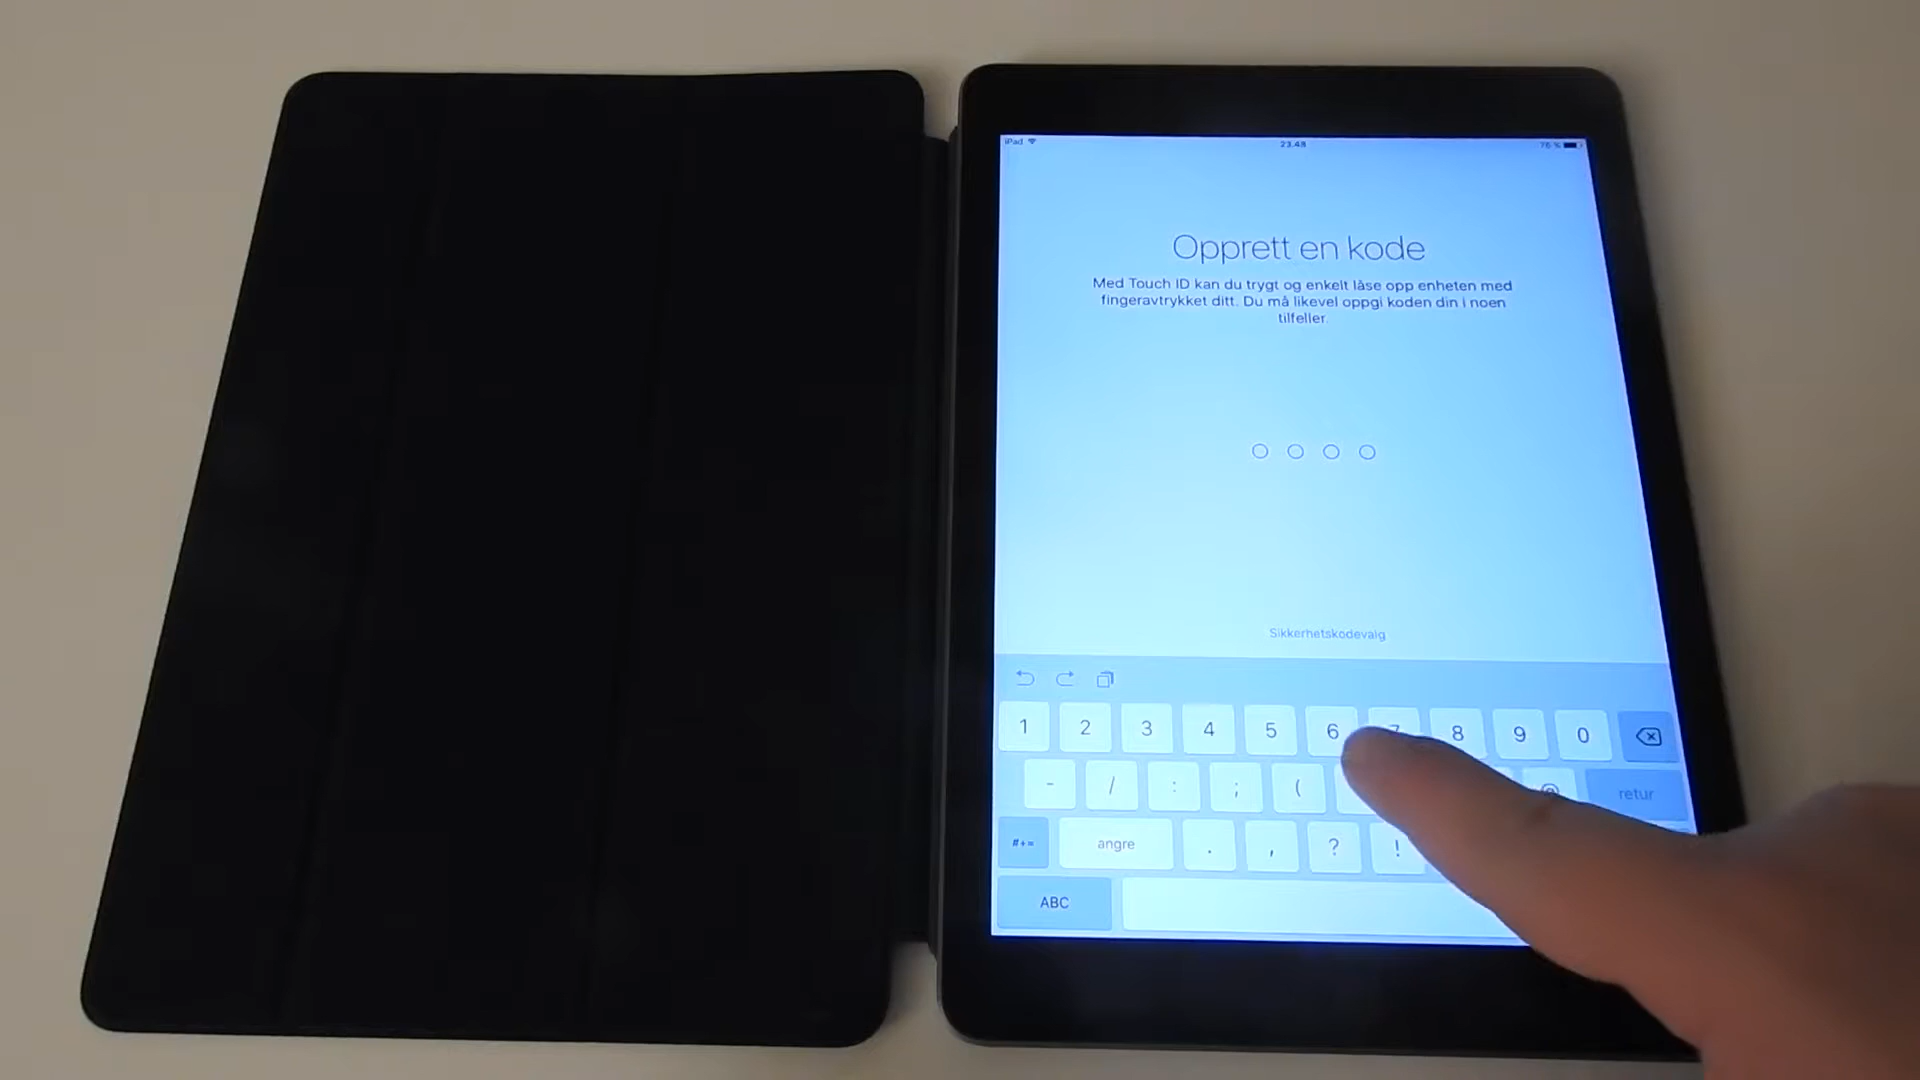 iPad 23.48 76 %
Opprett en kode
Med Touch ID kan du trygt og enkelt låse opp enheten med
fingeravtrykket ditt. Du må likevel oppgi koden din i noen
tilfeller.
Sikkerhetskodevalg
1 2 3 4 5 6 7 8 9 0
- / : ; ( @ retur
#+= angre . , ? !
ABC